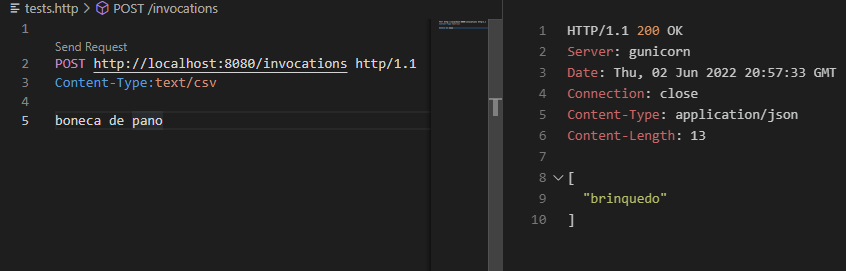 tests.http > POST /invocations
1
Send Request
2 POST http://localhost:8080/invocations http/1.1
3 Content-Type:text/csv
4
5 boneca de pano
1 HTTP/1.1 200 OK
2 Server: gunicorn
3 Date: Thu, 02 Jun 2022 20:57:33 GMT
4 Connection: close
5 Content-Type: application/json
6 Content-Length: 13
7
8 [
9 "brinquedo"
10 ]